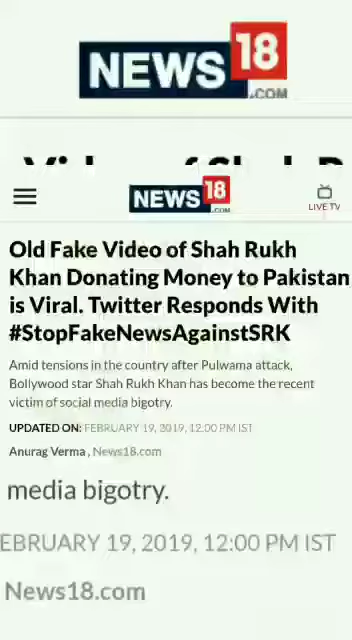 NEWS 18
.COM
NEWS 18
.COM
LIVE TV
Old Fake Video of Shah Rukh
Khan Donating Money to Pakistan
is Viral. Twitter Responds With
#StopFakeNewsAgainstSRK
Amid tensions in the country after Pulwama attack,
Bollywood star Shah Rukh Khan has become the recent
victim of social media bigotry.
UPDATED ON: FEBRUARY 19, 2019, 12:00 PM IST
Anurag Verma , News18.com
media bigotry.
EBRUARY 19, 2019, 12:00 PM IST
News18.com